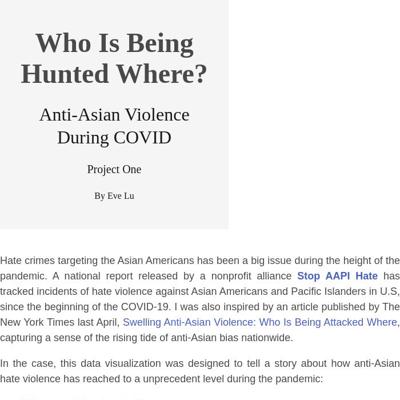 Who Is Being
Hunted Where?
Anti-Asian Violence
During COVID
Project One
By Eve Lu
Hate crimes targeting the Asian Americans has been a big issue during the height of the
pandemic. A national report released by a nonprofit alliance Stop AAPI Hate has
tracked incidents of hate violence against Asian Americans and Pacific Islanders in U.S,
since the beginning of the COVID-19. I was also inspired by an article published by The
New York Times last April, Swelling Anti-Asian Violence: Who Is Being Attacked Where,
capturing a sense of the rising tide of anti-Asian bias nationwide.
In the case, this data visualization was designed to tell a story about how anti-Asian
hate violence has reached to a unprecedent level during the pandemic: